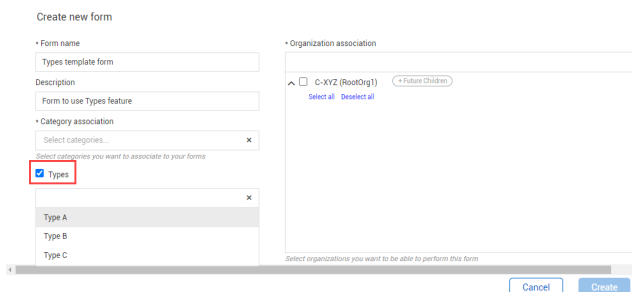 Create new form
* Form name
Types template form
Description
Form to use Types feature
* Category association
Select categories...
Select categories you want to associate to your forms
Types
Type A
Type B
Type C
* Organization association
C-XYZ (RootOrg1) + Future Children
Select all Deselect all
Select organizations you want to be able to perform this form
Cancel Create